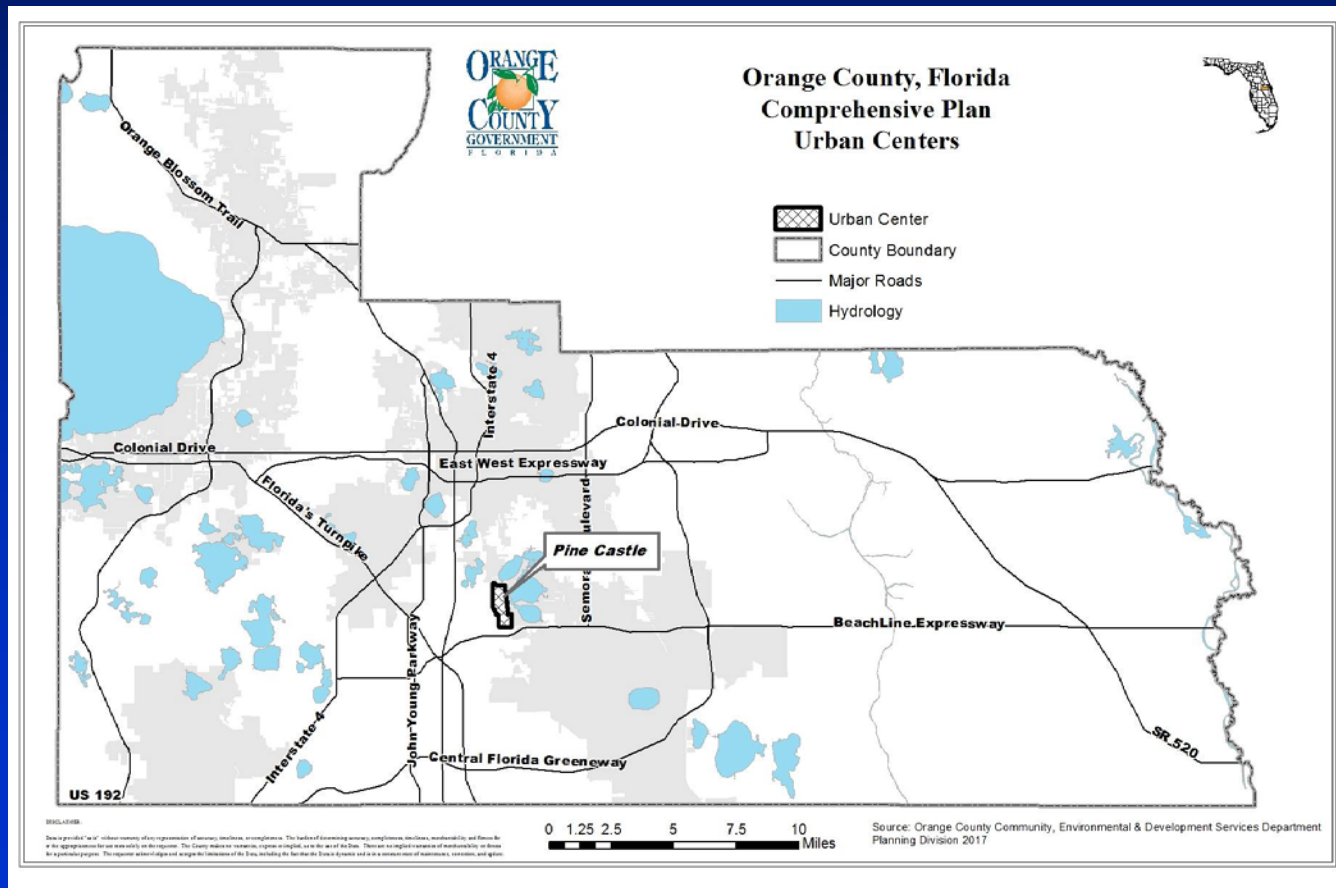 ORANGE
COUNTY
GOVERNMENT
FLORIDA
Orange County, Florida
Comprehensive Plan
Urban Centers
Urban Center
County Boundary
Major Roads
Hydrology
Orange Blossom Trail
Interstate 4
Colonial Drive
Colonial Drive
East West Expressway
Florida's Turnpike
Pine Castle
Semora
ulevard
BeachLine Expressway
John Young Parkway
Interstate 4
Central Florida Greeneway
SR 520
US 192
DISCLAIMER:
0 1.25 2.5 5 7.5 10
Miles
Source: Orange County Community, Environmental & Development Services Department
Planning Division 2017